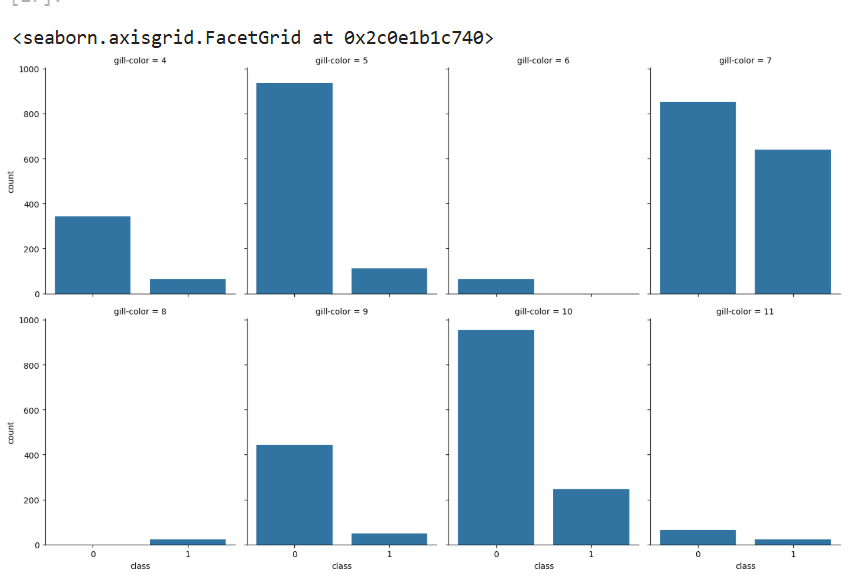 <seaborn.axisgrid.FacetGrid at 0x2c0e1b1c740>
gill-color = 4 gill-color = 5 gill-color = 6 gill-color = 7
1000
800
600
400
200
0
count
gill-color = 8 gill-color = 9 gill-color = 10 gill-color = 11
1000
800
600
400
200
0
count
0 1 0 1 0 1 0 1
class class class class